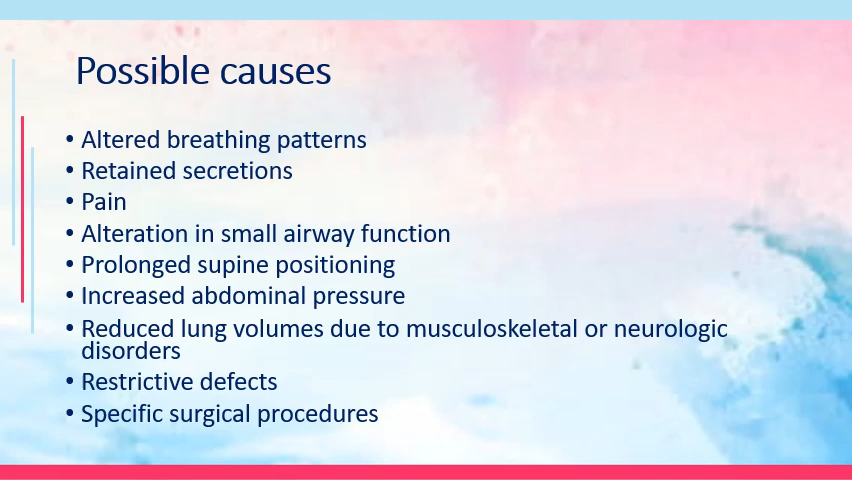 Possible causes
• Altered breathing patterns
• Retained secretions
• Pain
• Alteration in small airway function
• Prolonged supine positioning
• Increased abdominal pressure
• Reduced lung volumes due to musculoskeletal or neurologic
disorders
• Restrictive defects
• Specific surgical procedures